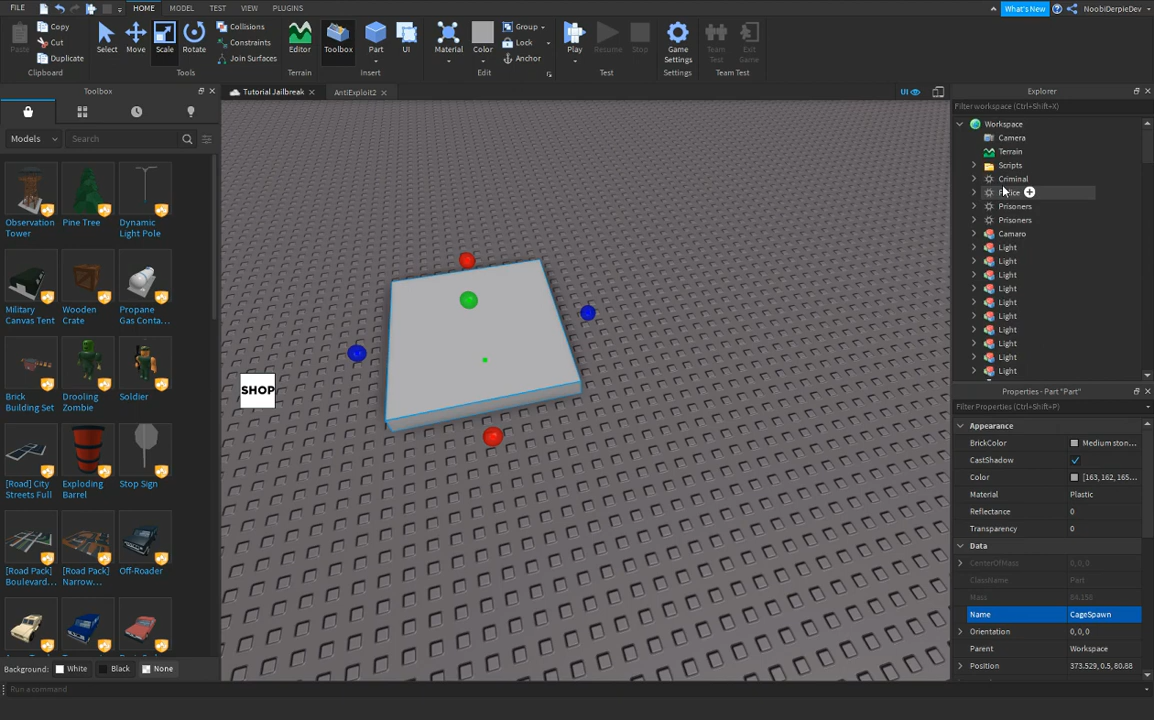 FILE HOME MODEL TEST VIEW PLUGINS What's New NoobiDerpieDev
Paste Copy Cut Duplicate Select Move Scale Rotate Collisions Constraints Join Surfaces Editor Toolbox Part UI Material Color Group Lock Anchor Play Resume Stop Game Settings Team Test Exit Game
Clipboard Tools Terrain Insert Edit Test Settings Team Test
Toolbox Tutorial Jailbreak AntiExploit2 UI
Models Search
Observation Tower
Pine Tree
Dynamic Light Pole
Military Canvas Tent
Wooden Crate
Propane Gas Conta...
Brick Building Set
Drooling Zombie
Soldier
[Road] City Streets Full
Exploding Barrel
Stop Sign
[Road Pack] Boulevard...
[Road Pack] Narrow...
Off-Roader
Background: White Black None
Run a command
SHOP
Explorer
Filter workspace (Ctrl+Shift+X)
Workspace
Camera
Terrain
Scripts
Criminal
Prisoners
Prisoners
Camaro
Light
Light
Light
Light
Light
Light
Light
Light
Light
Light
Properties - Part "Part"
Filter Properties (Ctrl+Shift+P)
Appearance
BrickColor Medium ston...
CastShadow
Color [163, 162, 165...
Material Plastic
Reflectance 0
Transparency 0
Data
CenterOfMass 0, 0, 0
ClassName Part
Mass
Name CageSpawn
Orientation 0, 0, 0
Parent Workspace
Position 373.529, 0.5, 80.88